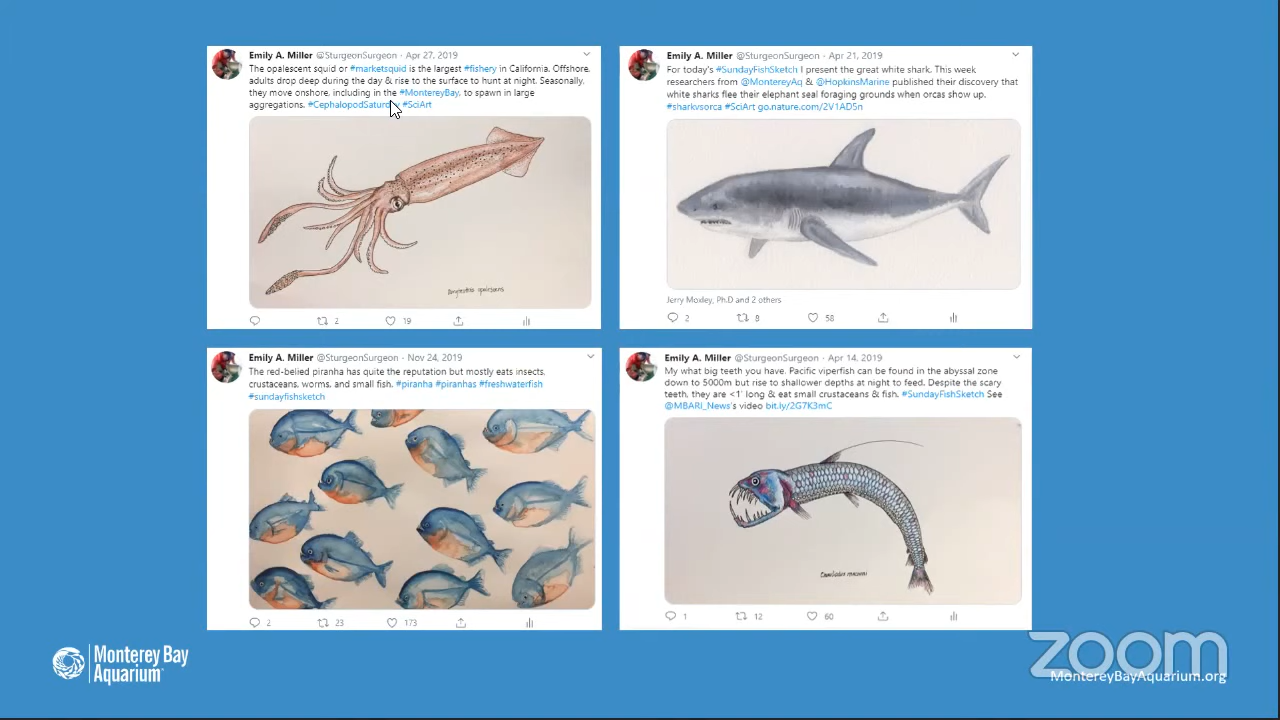 Emily A. Miller @SturgeonSurgeon · Apr 27, 2019
The opalescent squid or #marketsquid is the largest #fishery in California. Offshore,
adults drop deep during the day & rise to the surface to hunt at night. Seasonally,
they move onshore, including in the #MontereyBay, to spawn in large
aggregations. #CephalopodSaturday #SciArt
2 19
Emily A. Miller @SturgeonSurgeon · Apr 21, 2019
For today's #SundayFishSketch I present the great white shark. This week
researchers from @MontereyAq & @HopkinsMarine published their discovery that
white sharks flee their elephant seal foraging grounds when orcas show up.
#sharkvsorca #SciArt go.nature.com/2V1AD5n
Jerry Moxley, Ph.D and 2 others
2 8 58
Emily A. Miller @SturgeonSurgeon · Nov 24, 2019
The red-belied piranha has quite the reputation but mostly eats insects,
crustaceans, worms, and small fish. #piranha #piranhas #freshwaterfish
#sundayfishsketch
2 23 173
Emily A. Miller @SturgeonSurgeon · Apr 14, 2019
My what big teeth you have. Pacific viperfish can be found in the abyssal zone
down to 5000m but rise to shallower depths at night to feed. Despite the scary
teeth, they are <1' long & eat small crustaceans & fish. #SundayFishSketch See
@MBARI_News's video bit.ly/2G7K3mC
1 12 60
Monterey Bay
Aquarium
zoom
MontereyBayAquarium.org